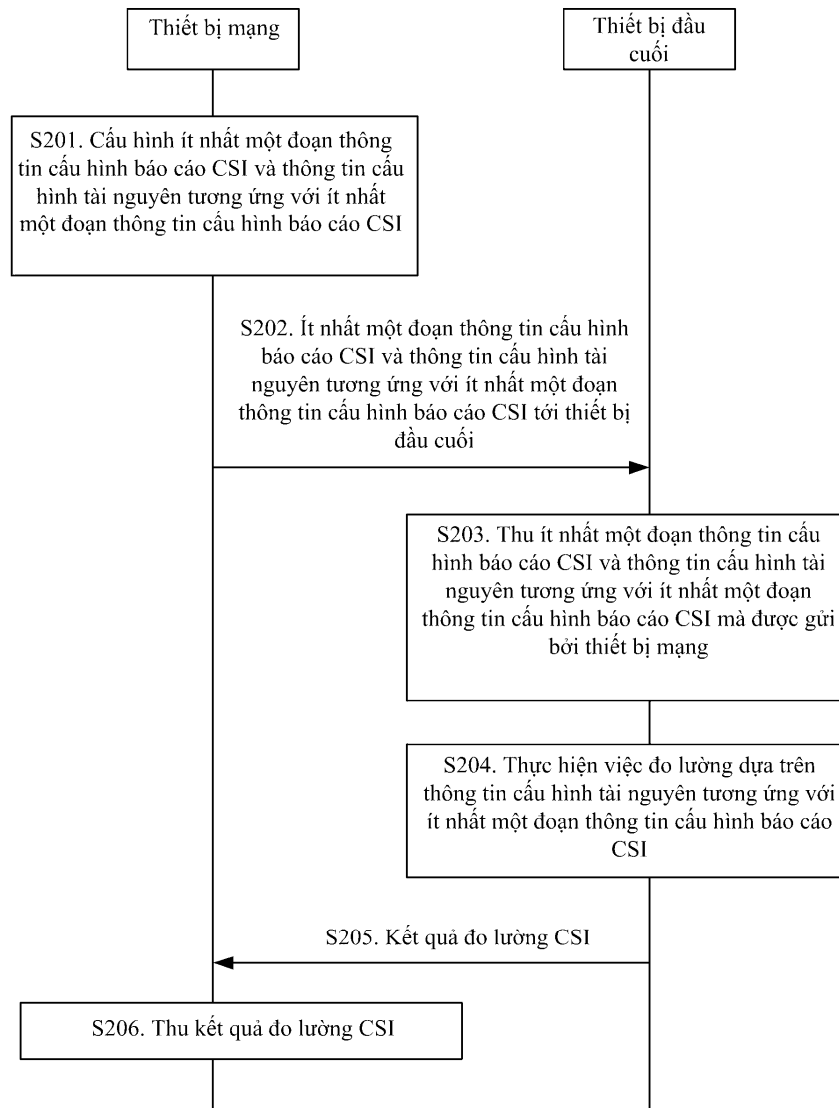 Thiết bị mạng
Thiết bị đầu
cuối
S201. Cấu hình ít nhất một đoạn thông
tin cấu hình báo cáo CSI và thông tin cấu
hình tài nguyên tương ứng với ít nhất
một đoạn thông tin cấu hình báo cáo CSI
S202. Ít nhất một đoạn thông tin cấu hình
báo cáo CSI và thông tin cấu hình tài
nguyên tương ứng với ít nhất một đoạn
thông tin cấu hình báo cáo CSI tới thiết bị
đầu cuối
S203. Thu ít nhất một đoạn thông tin cấu
hình báo cáo CSI và thông tin cấu hình tài
nguyên tương ứng với ít nhất một đoạn
thông tin cấu hình báo cáo CSI mà được gửi
bởi thiết bị mạng
S204. Thực hiện việc đo lường dựa trên
thông tin cấu hình tài nguyên tương ứng với
ít nhất một đoạn thông tin cấu hình báo cáo
CSI
S205. Kết quả đo lường CSI
S206. Thu kết quả đo lường CSI